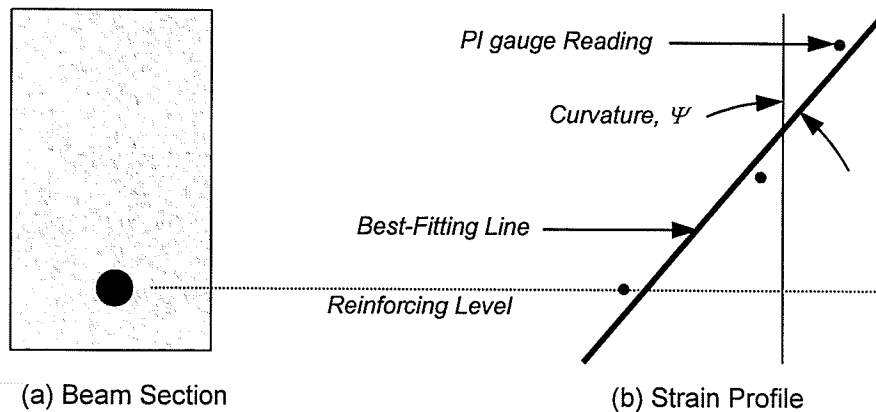 PI gauge Reading
Curvature, Ψ
Best-Fitting Line
Reinforcing Level
(a) Beam Section
(b) Strain Profile